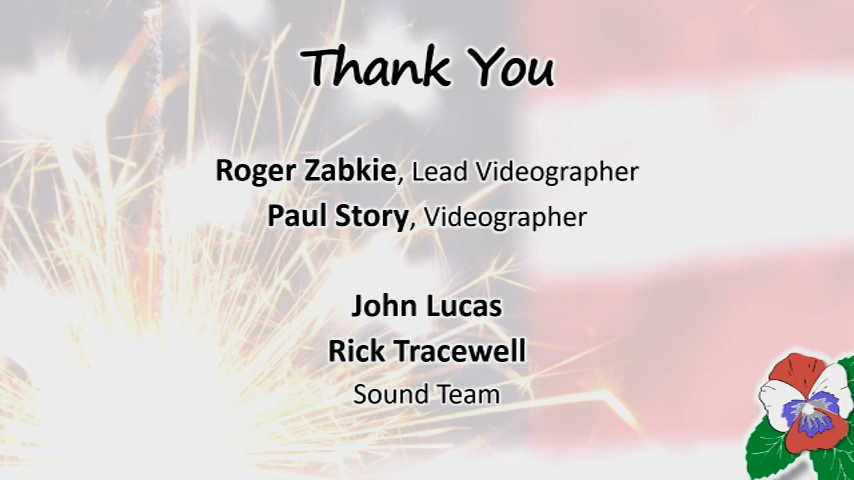 Thank You
Roger Zabkie, Lead Videographer
Paul Story, Videographer
John Lucas
Rick Tracewell
Sound Team